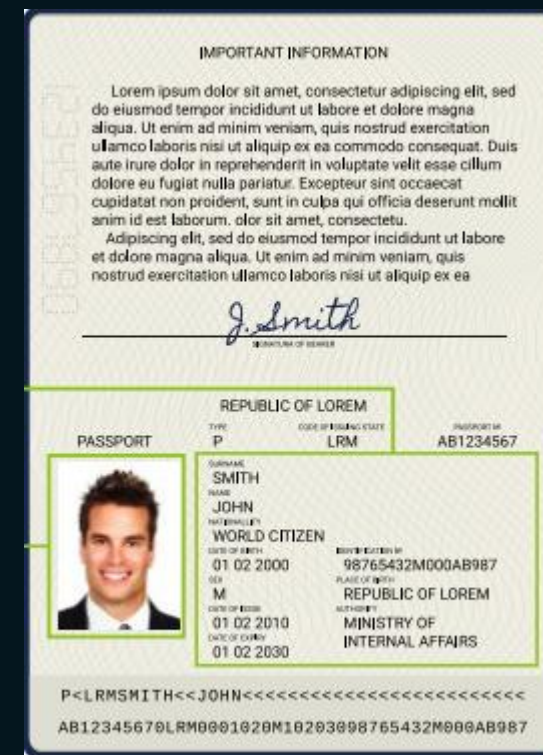 IMPORTANT INFORMATION
Lorem ipsum dolor sit amet, consectetur adipiscing elit, sed
do eiusmod tempor incididunt ut labore et dolore magna
aliqua. Ut enim ad minim veniam, quis nostrud exercitation
ullamco laboris nisi ut aliquip ex ea commodo consequat. Duis
aute irure dolor in reprehenderit in voluptate velit esse cillum
dolore eu fugiat nulla pariatur. Excepteur sint occaecat
cupidatat non proident, sunt in culpa qui officia deserunt mollit
anim id est laborum. olor sit amet, consectetu.
Adipiscing elit, sed do eiusmod tempor incididunt ut labore
et dolore magna aliqua. Ut enim ad minim veniam, quis
nostrud exercitation ullamco laboris nisi ut aliquip ex ea
J. Smith
SIGNATURA OF BEARER
REPUBLIC OF LOREM
TYPE CODE OF ISSUING STATE PASSPORT №
PASSPORT P LRM AB1234567
SURNAME
SMITH
NAME
JOHN
NATIONALITY
WORLD CITIZEN
DATE OF BIRTH IDENTIFICATION №
01 02 2000 98765432M000AB987
SEX PLACE OF BIRTH
M REPUBLIC OF LOREM
DATE OF ISSUE AUTHORITY
01 02 2010 MINISTRY OF
DATE OF EXPIRY INTERNAL AFFAIRS
01 02 2030
P<LRMSMITH<<JOHN<<<<<<<<<<<<<<<<<<<<<<<<<
AB12345670LRM0001020M10203098765432M000AB987